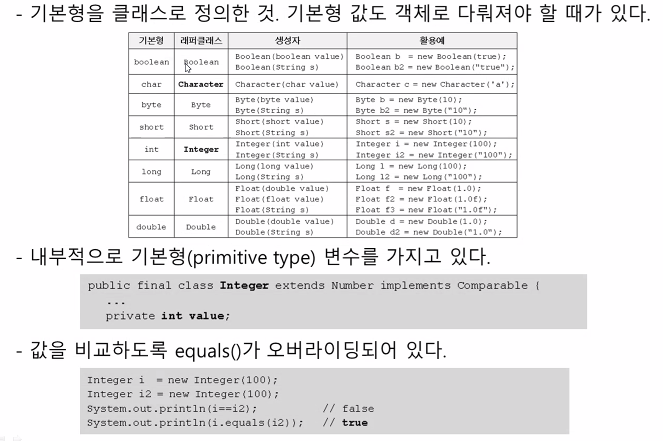 - 기본형을 클래스로 정의한 것. 기본형 값도 객체로 다뤄져야 할 때가 있다.
기본형 래퍼클래스 생성자 활용예
boolean Boolean Boolean(boolean value) Boolean b = new Boolean(true);
Boolean(String s) Boolean b2 = new Boolean("true");
char Character Character(char value) Character c = new Character('a');
byte Byte Byte(byte value) Byte b = new Byte(10);
Byte(String s) Byte b2 = new Byte("10");
short Short Short(short value) Short s = new Short(10);
Short(String s) Short s2 = new Short("10");
int Integer Integer(int value) Integer i = new Integer(100);
Integer(String s) Integer i2 = new Integer("100");
long Long Long(long value) Long l = new Long(100);
Long(String s) Long l2 = new Long("100");
float Float Float(double value) Float f = new Float(1.0);
Float(float value) Float f2 = new Float(1.0f);
Float(String s) Float f3 = new Float("1.0f");
double Double Double(double value) Double d = new Double(1.0);
Double(String s) Double d2 = new Double("1.0");
- 내부적으로 기본형(primitive type) 변수를 가지고 있다.
public final class Integer extends Number implements Comparable {
...
private int value;
- 값을 비교하도록 equals()가 오버라이딩되어 있다.
Integer i = new Integer(100);
Integer i2 = new Integer(100);
System.out.println(i==i2); // false
System.out.println(i.equals(i2)); // true